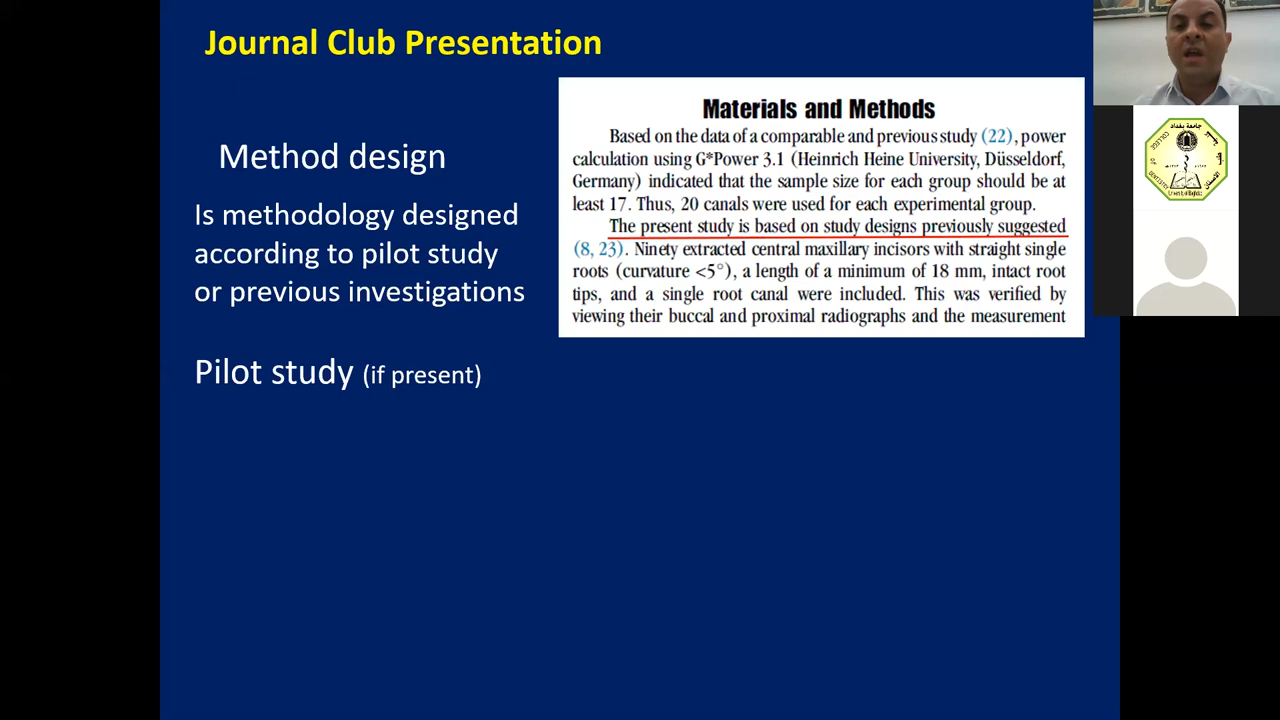 Journal Club Presentation
Method design
Is methodology designed
according to pilot study
or previous investigations
Pilot study (if present)
Materials and Methods
Based on the data of a comparable and previous study (22), power
calculation using G*Power 3.1 (Heinrich Heine University, Düsseldorf,
Germany) indicated that the sample size for each group should be at
least 17. Thus, 20 canals were used for each experimental group.
The present study is based on study designs previously suggested
(8, 23). Ninety extracted central maxillary incisors with straight single
roots (curvature <5°), a length of a minimum of 18 mm, intact root
tips, and a single root canal were included. This was verified by
viewing their buccal and proximal radiographs and the measurement
جامعة بغداد
COLLEGE
OF
DENTISTRY